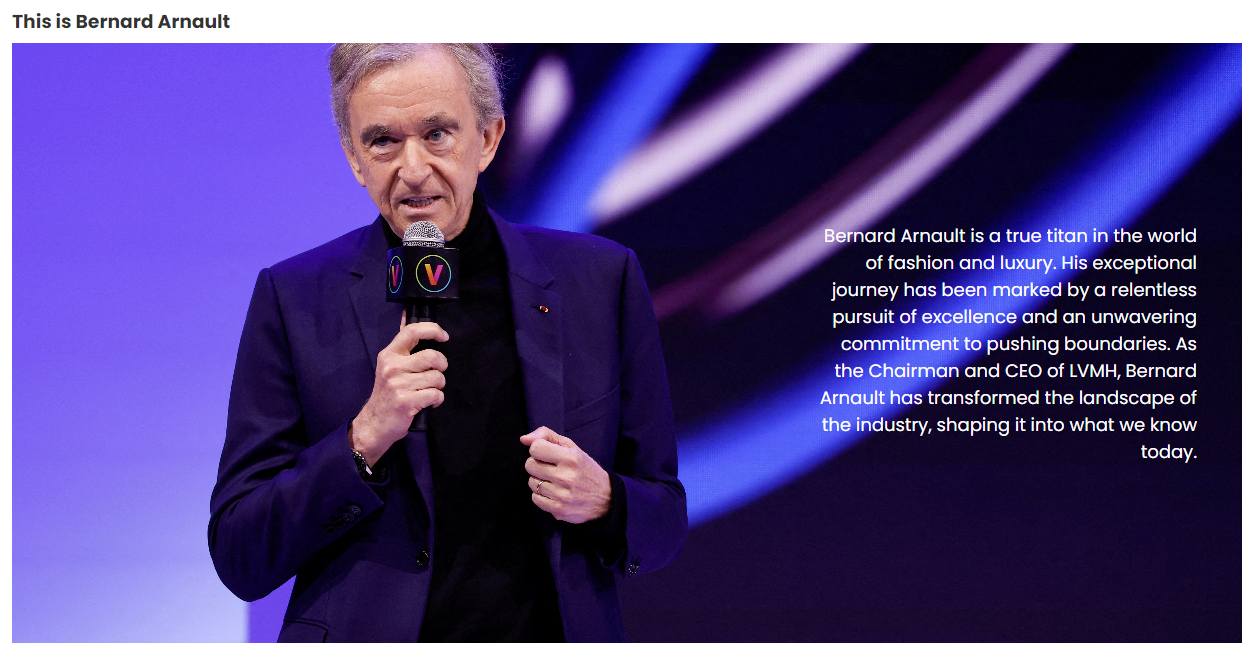 This is Bernard Arnault
V V
Bernard Arnault is a true titan in the world
of fashion and luxury. His exceptional
journey has been marked by a relentless
pursuit of excellence and an unwavering
commitment to pushing boundaries. As
the Chairman and CEO of LVMH, Bernard
Arnault has transformed the landscape of
the industry, shaping it into what we know
today.